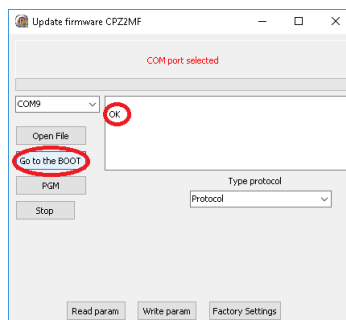 Update firmware CPZ2MF
COM port selected
COM9
OK
Open File
Go to the BOOT
PGM
Type protocol
Protocol
Stop
Read param
Write param
Factory Settings